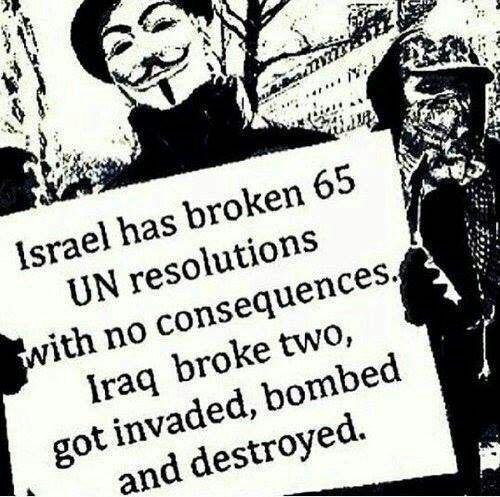 Israel has broken 65
UN resolutions
with no consequences.
Iraq broke two,
got invaded, bombed
and destroyed.